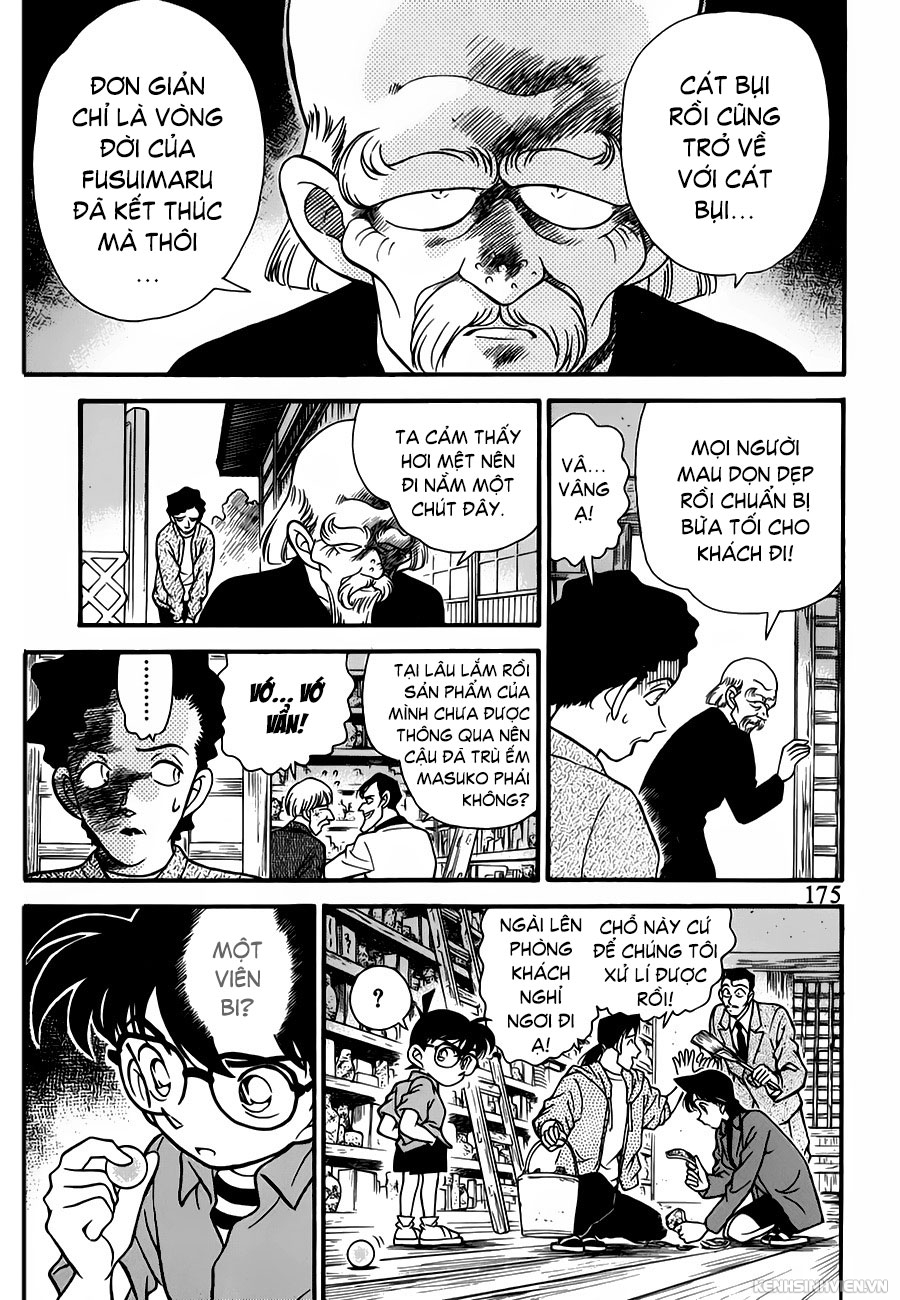 CÁT BỤI
RỒI CŨNG
TRỞ VỀ
VỚI CÁT
BỤI...
ĐƠN GIẢN
CHỈ LÀ VÒNG
ĐỜI CỦA
FUSUIMARU
ĐÃ KẾT THÚC
MÀ THÔI
...
MỌI NGƯỜI
MAU DỌN DẸP
RỒI CHUẨN BỊ
BỮA TỐI CHO
KHÁCH ĐI!
VÂ...
VÂNG
Ạ!
TA CẢM THẤY
HƠI MỆT NÊN
ĐI NẰM MỘT
CHÚT ĐÂY.
TẠI LÂU LẮM RỒI
SẢN PHẨM CỦA
MÌNH CHƯA ĐƯỢC
THÔNG QUA NÊN
CẬU ĐÃ TRÙ ẾM
MASUKO PHẢI
KHÔNG?
VỚ... VỚ
VẨN!
.........
175
CHỔ NÀY CỨ
ĐỂ CHÚNG TÔI
XỬ LÍ ĐƯỢC
RỒI!
NGÀI LÊN
PHÒNG
KHÁCH
NGHỈ
NGƠI ĐI
Ạ!
?
MỘT
VIÊN
BI?
KENHSINHVIEN.VN